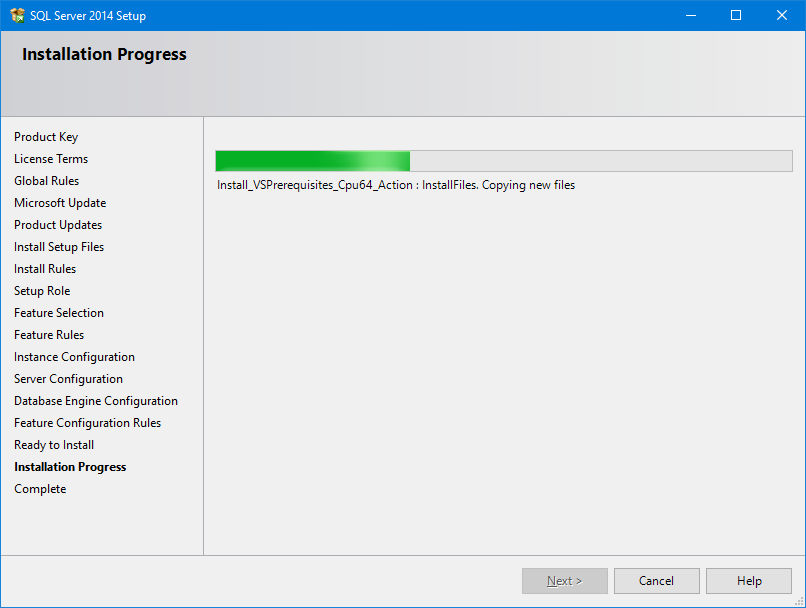 SQL Server 2014 Setup
Installation Progress
Product Key
License Terms
Global Rules
Microsoft Update
Product Updates
Install Setup Files
Install Rules
Setup Role
Feature Selection
Feature Rules
Instance Configuration
Server Configuration
Database Engine Configuration
Feature Configuration Rules
Ready to Install
Installation Progress
Complete
Install_VSPrerequisites_Cpu64_Action : InstallFiles. Copying new files
Next >
Cancel
Help